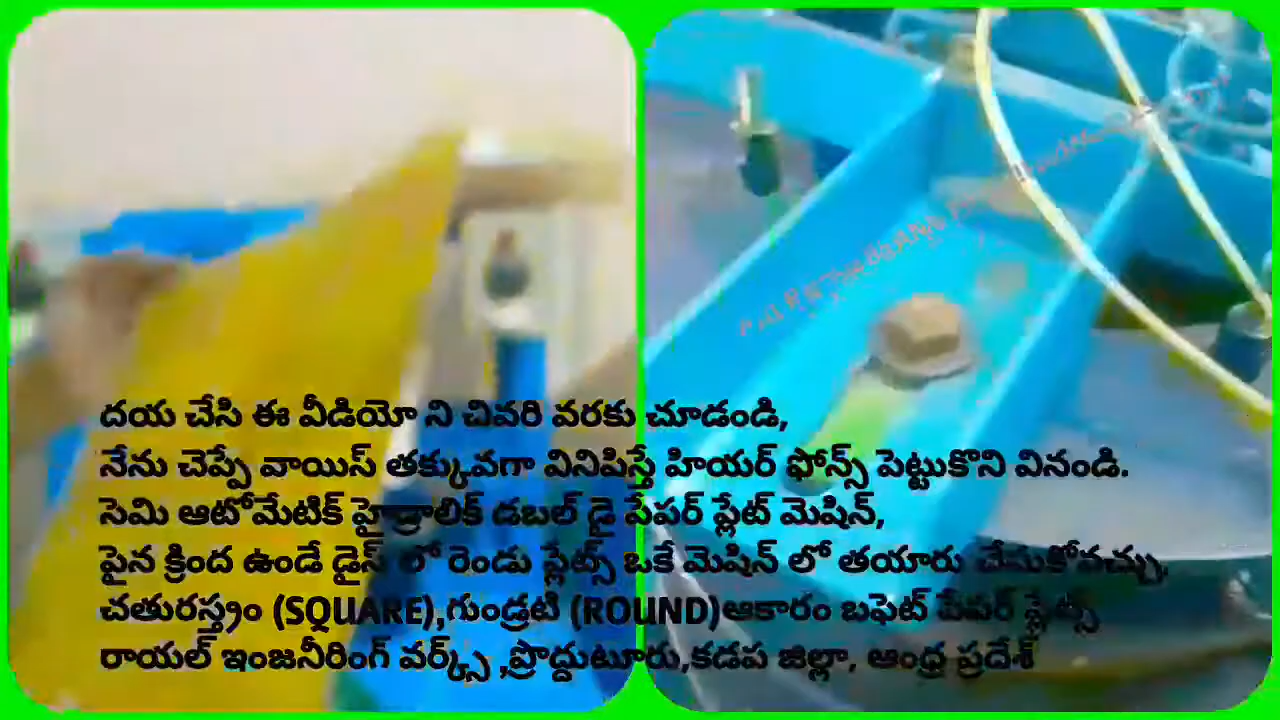 దయ చేసి ఈ వీడియో ని చివరి వరకు చూడండి,
నేను చెప్పే వాయిస్ తక్కువగా వినిపిస్తే హియర్ ఫోన్స్ పెట్టుకొని వినండి.
సెమి ఆటోమేటిక్ హైడ్రాలిక్ డబల్ డై పేపర్ ప్లేట్ మెషిన్,
పైన క్రింద ఉండే డైస్ లో రెండు ప్లేట్స్ ఒకే మెషిన్ లో తయారు చేసుకోవచ్చు,
చతురస్త్రం (SQUARE),గుండ్రటి (ROUND)ఆకారం బఫెట్ పేపర్ ప్లేట్స్
రాయల్ ఇంజనీరింగ్ వర్క్స్ ,ప్రొద్దుటూరు,కడప జిల్లా, ఆంధ్ర ప్రదేశ్